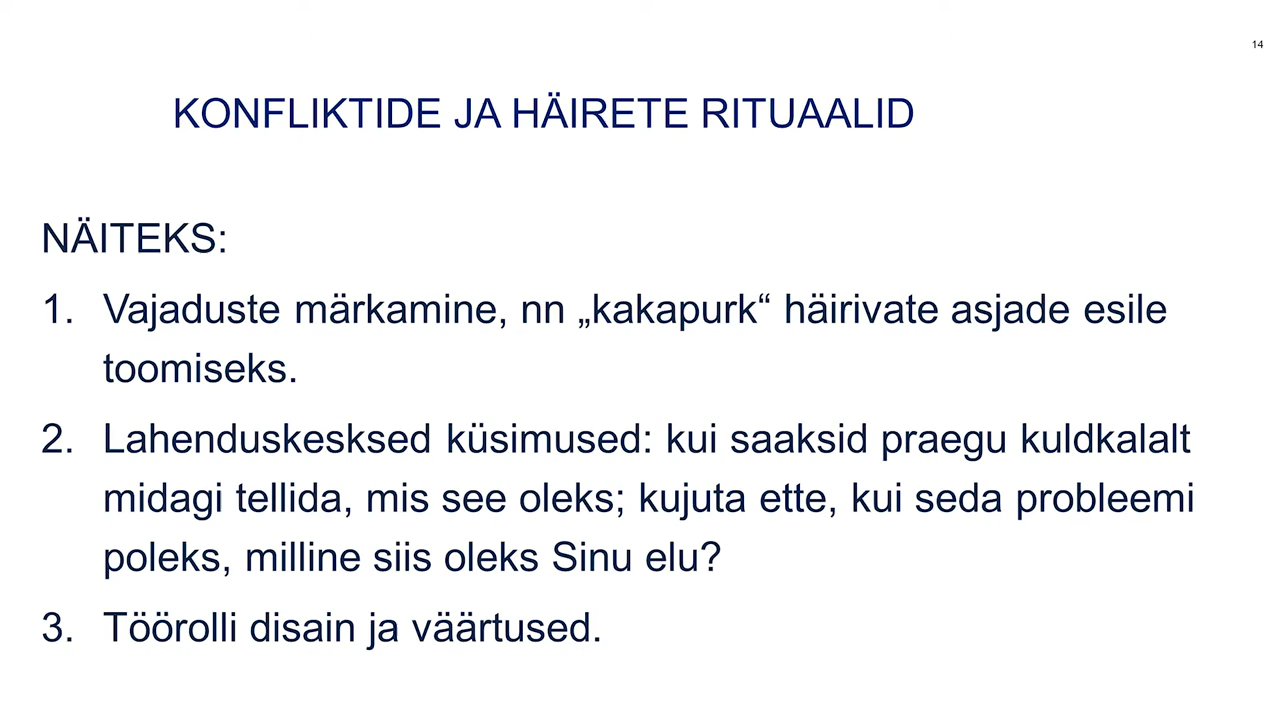 14
KONFLIKTIDE JA HÄIRETE RITUAALID
NÄITEKS:
1. Vajaduste märkamine, nn „kakapurk“ häirivate asjade esile
toomiseks.
2. Lahenduskesksed küsimused: kui saaksid praegu kuldkalalt
midagi tellida, mis see oleks; kujuta ette, kui seda probleemi
poleks, milline siis oleks Sinu elu?
3. Töörolli disain ja väärtused.